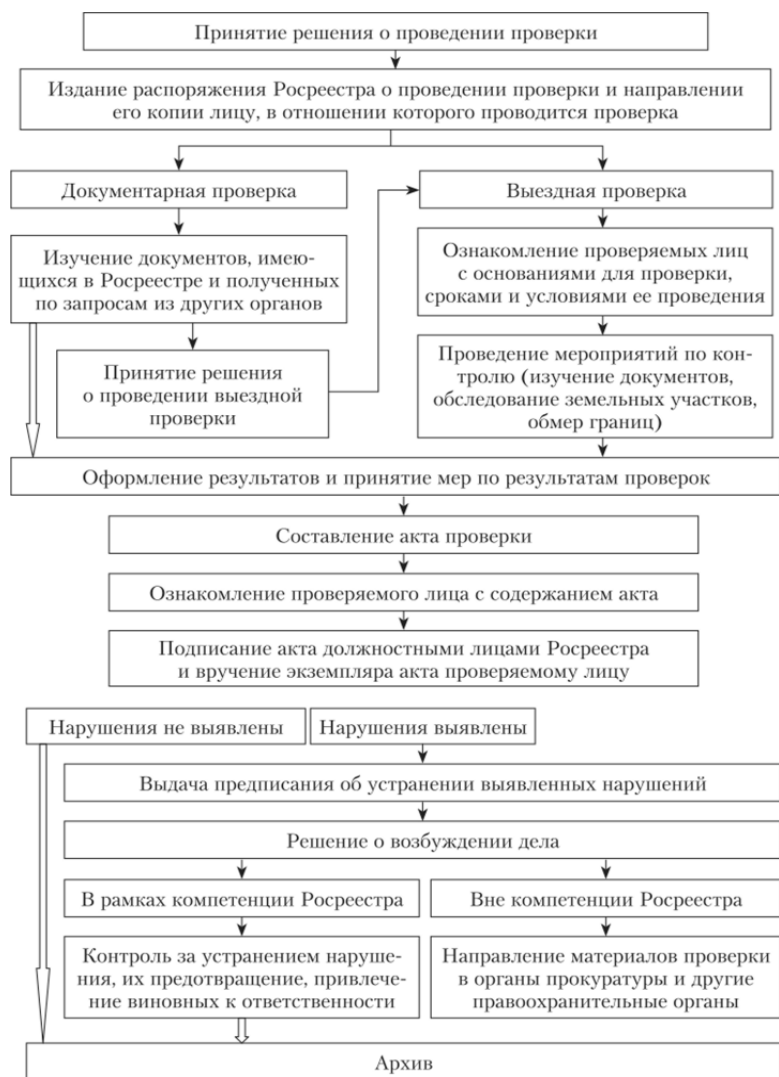 Принятие решения о проведении проверки
Издание распоряжения Росреестра о проведении проверки и направлении
его копии лицу, в отношении которого проводится проверка
Документарная проверка
Выездная проверка
Изучение документов, имею-
щихся в Росреестре и полученных
по запросам из других органов
Ознакомление проверяемых лиц
с основаниями для проверки,
сроками и условиями ее проведения
Принятие решения
о проведении выездной
проверки
Проведение мероприятий по кон-
тролю (изучение документов,
обследование земельных участков,
обмер границ)
Оформление результатов и принятие мер по результатам проверок
Составление акта проверки
Ознакомление проверяемого лица с содержанием акта
Подписание акта должностными лицами Росреестра
и вручение экземпляра акта проверяемому лицу
Нарушения не выявлены
Нарушения выявлены
Выдача предписания об устранении выявленных нарушений
Решение о возбуждении дела
В рамках компетенции Росреестра
Вне компетенции Росреестра
Контроль за устранением наруше-
ния, их предотвращение, привлече-
ние виновных к ответственности
Направление материалов проверки
в органы прокуратуры и другие
правоохранительные органы
Архив